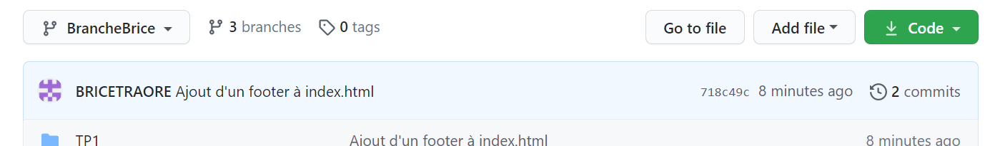 BrancheBrice 3 branches 0 tags Go to file Add file Code
BRICETRAORE Ajout d'un footer à index.html 718c49c 8 minutes ago 2 commits
TP1 Ajout d'un footer à index.html 8 minutes ago